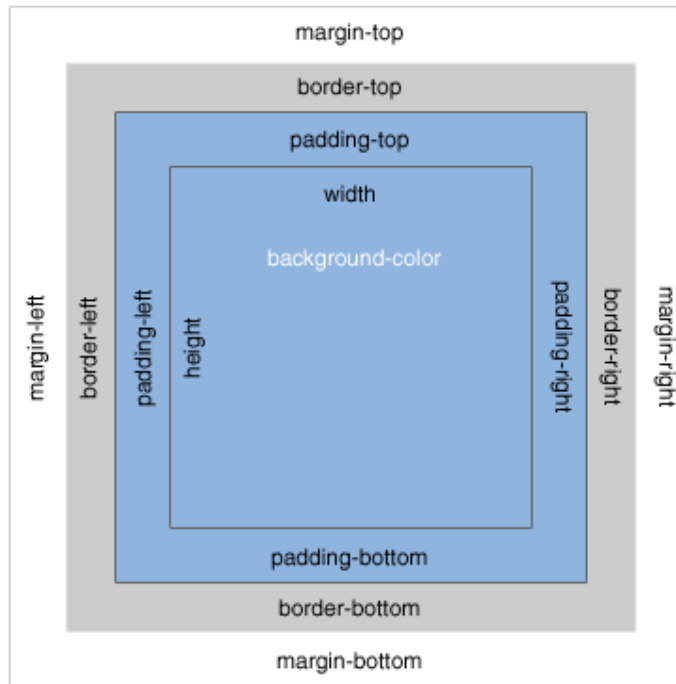 margin-top
border-top
padding-top
width
background-color
margin-left
border-left
padding-left
height
padding-right
border-right
margin-right
padding-bottom
border-bottom
margin-bottom